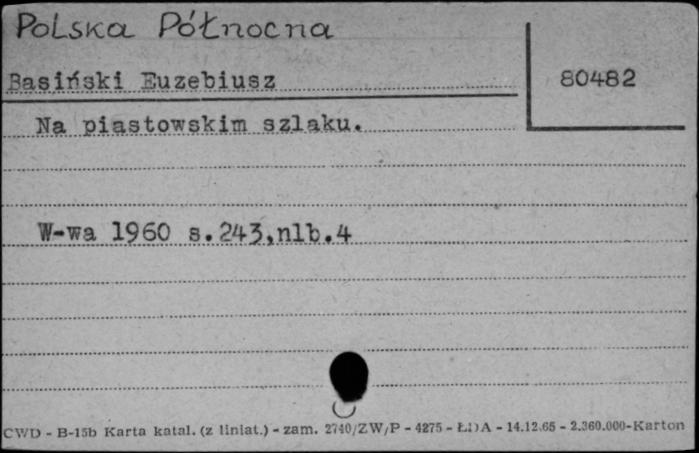 Polska Północna
Basiński Euzebiusz
80482
Na piastowskim szlaku.
W-wa 1960 s.243,nlb.4
CWD - B-15b Karta katal. (z liniat.) - zam. 2740/ZW/P - 4275 - ŁDA - 14.12.65 - 2.360.000-Karton